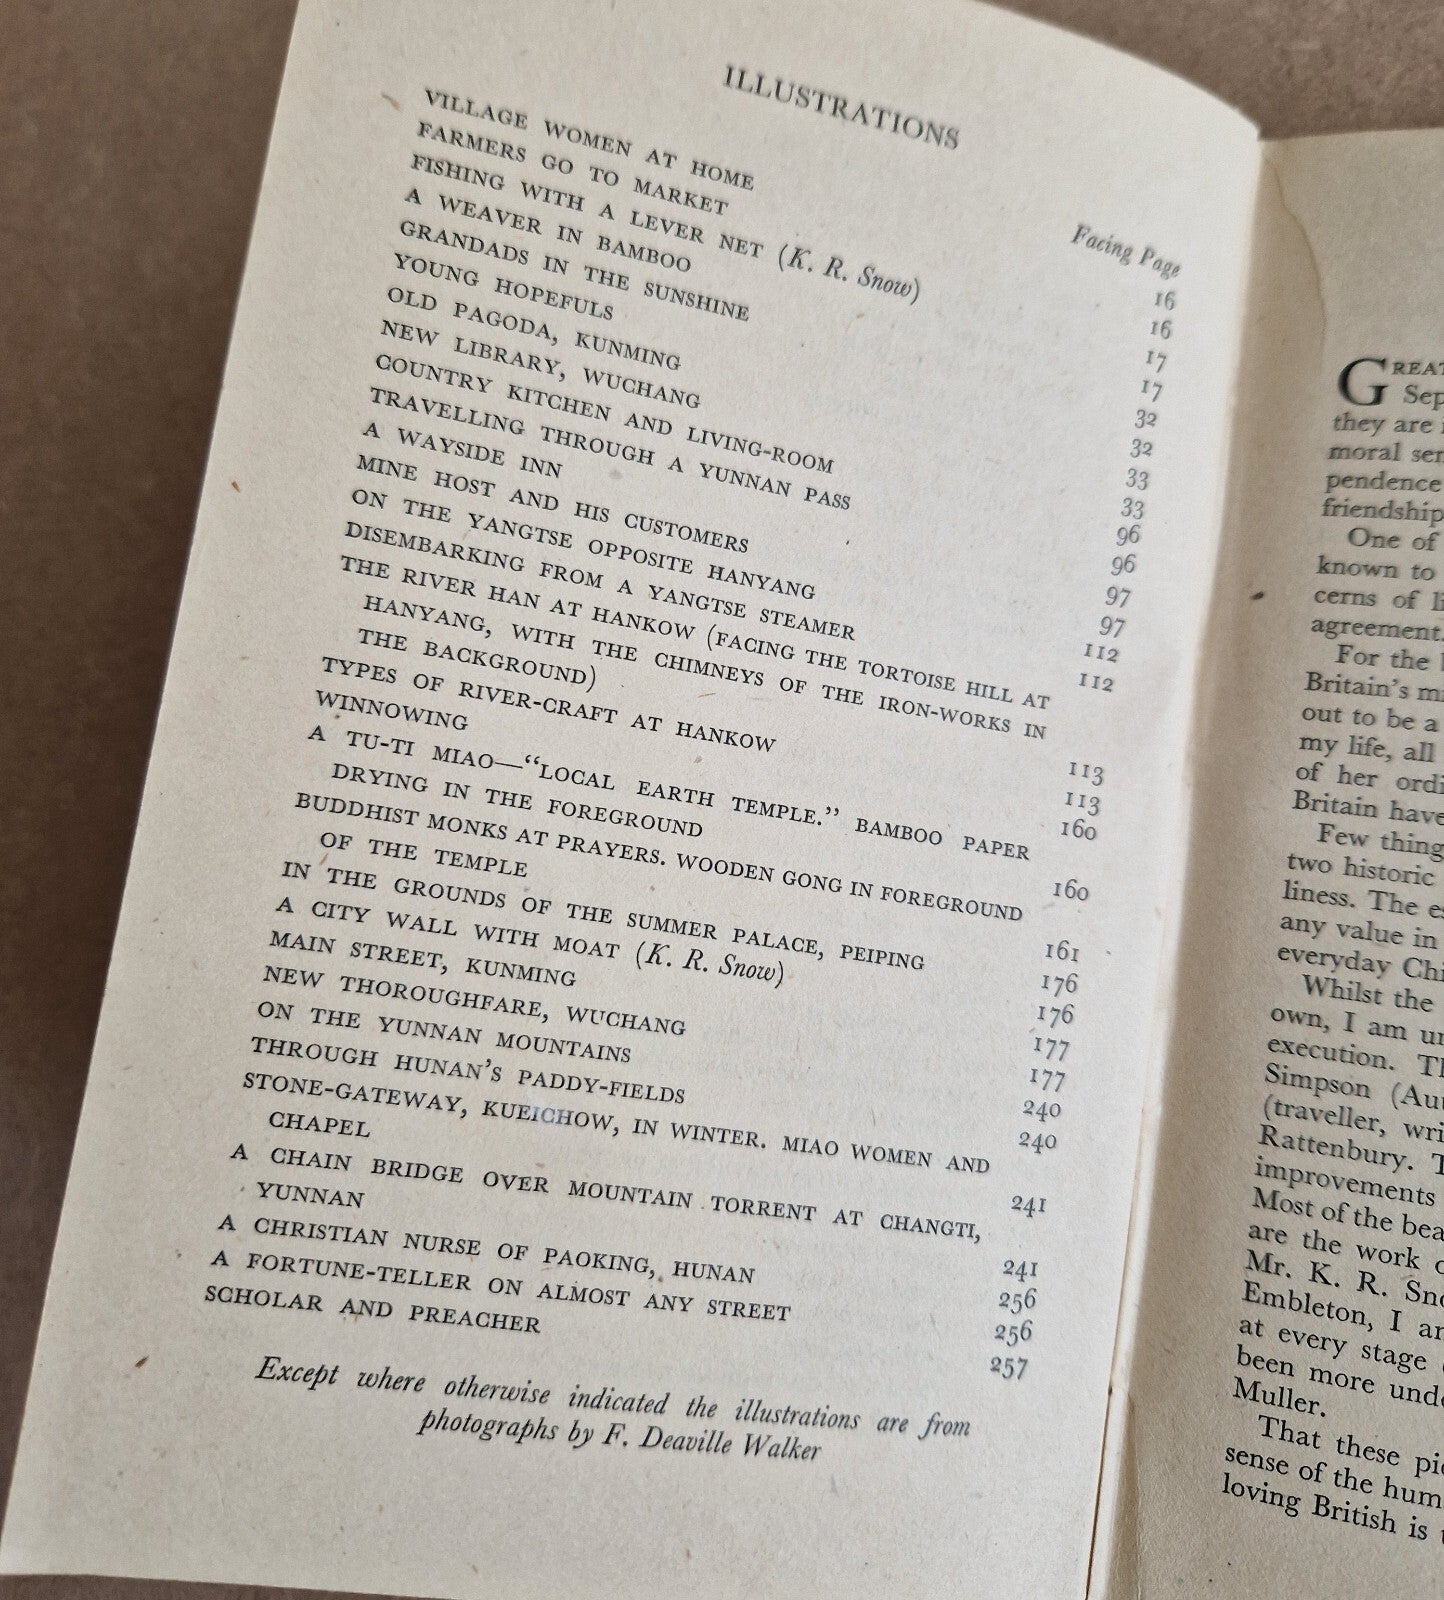 ILLUSTRATIONS
Facing Page
VILLAGE WOMEN AT HOME 16
FARMERS GO TO MARKET 16
FISHING WITH A LEVER NET (K. R. Snow) 17
A WEAVER IN BAMBOO 17
GRANDADS IN THE SUNSHINE 32
YOUNG HOPEFULS 32
OLD PAGODA, KUNMING 33
NEW LIBRARY, WUCHANG 33
COUNTRY KITCHEN AND LIVING-ROOM 96
TRAVELLING THROUGH A YUNNAN PASS 96
A WAYSIDE INN 97
MINE HOST AND HIS CUSTOMERS 97
ON THE YANGTSE OPPOSITE HANYANG 112
DISEMBARKING FROM A YANGTSE STEAMER 112
THE RIVER HAN AT HANKOW (FACING THE TORTOISE HILL AT
HANYANG, WITH THE CHIMNEYS OF THE IRON-WORKS IN
THE BACKGROUND) 113
TYPES OF RIVER-CRAFT AT HANKOW 113
WINNOWING 160
A TU-TI MIAO—"LOCAL EARTH TEMPLE." BAMBOO PAPER
DRYING IN THE FOREGROUND 160
BUDDHIST MONKS AT PRAYERS. WOODEN GONG IN FOREGROUND
OF THE TEMPLE 161
IN THE GROUNDS OF THE SUMMER PALACE, PEIPING 176
A CITY WALL WITH MOAT (K. R. Snow) 176
MAIN STREET, KUNMING 177
NEW THOROUGHFARE, WUCHANG 177
ON THE YUNNAN MOUNTAINS 240
THROUGH HUNAN'S PADDY-FIELDS 240
STONE-GATEWAY, KUEICHOW, IN WINTER. MIAO WOMEN AND
CHAPEL 241
A CHAIN BRIDGE OVER MOUNTAIN TORRENT AT CHANGTI,
YUNNAN 241
A CHRISTIAN NURSE OF PAOKING, HUNAN 256
A FORTUNE-TELLER ON ALMOST ANY STREET 256
SCHOLAR AND PREACHER 257
Except where otherwise indicated the illustrations are from
photographs by F. Deaville Walker
GREAT
Sep
they are
moral
pendence
friendship
One of
known to
cerns of
agreement.
For the
Britain's
out to be a
my life, all
of her
Britain have
Few thing
two historic
liness. The
any value in
everyday
Whilst the
own, I am
execution.
Simpson
(traveller,
Rattenbury.
improvements
Most of the
are the work
Mr. K. R.
Embleton, I
at every stage
been more
Muller.
That these
sense of the
loving British is